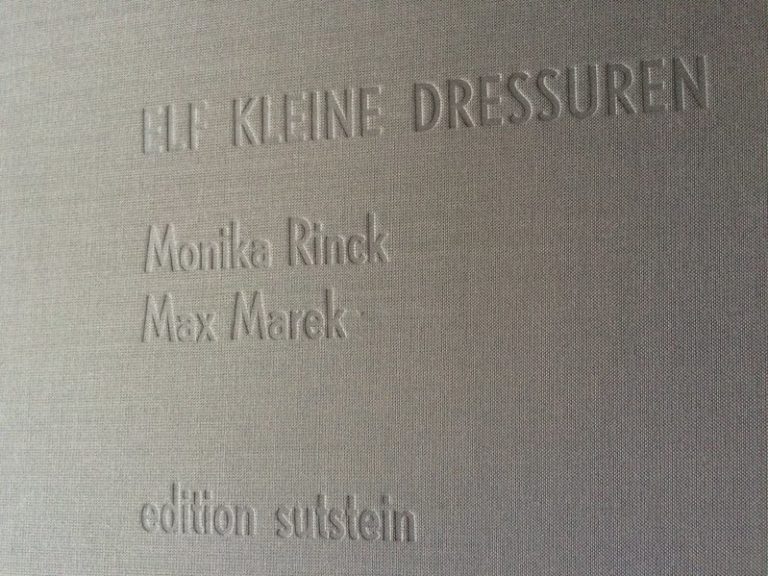 ELF KLEINE DRESSUREN
Monika Rinck
Max Marek
edition sutstein